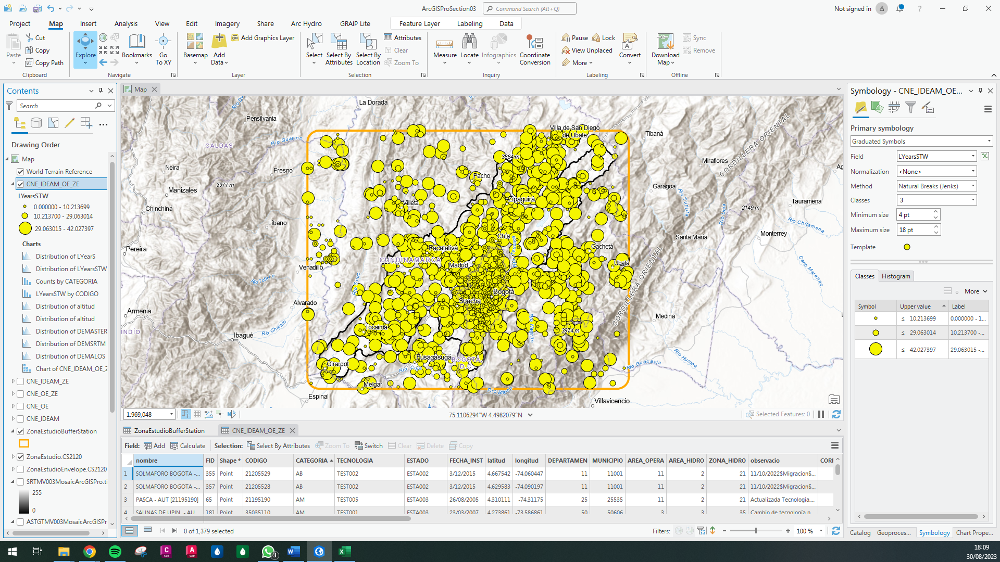 ArcGISProSection03
Command Search (Alt+Q)
Not signed in
Project
Map
Insert
Analysis
View
Edit
Imagery
Share
Arc Hydro
GRAIP Lite
Feature Layer
Labeling
Data
Paste
Cut
Copy
Copy Path
Clipboard
Explore
Bookmarks
Go To XY
Navigate
Basemap
Add Data
Add Graphics Layer
Layer
Select
Select By Attributes
Select By Location
Attributes
Clear
Zoom To
Selection
Measure
Locate
Infographics
Coordinate Conversion
Inquiry
Pause
Lock
View Unplaced
More
Convert
Labeling
Download Map
Sync
Remove
Offline
Contents
Search
Drawing Order
Map
World Terrain Reference
CNE_IDEAM_OE_ZE
LYearsSTW
0.000000 - 10.213699
10.213700 - 29.063014
29.063015 - 42.027397
Charts
Distribution of LYearS
Distribution of LYearsSTW
Counts by CATEGORIA
LYearsSTW by CODIGO
Distribution of altitud
Distribution of altitud
Distribution of DEMASTER
Distribution of DEMSRTM
Distribution of DEMALOS
Chart of CNE_IDEAM_OE_Z
CNE_IDEAM_ZE
CNE_OE_ZE
CNE_OE
CNE_IDEAM
ZonaEstudioBufferStation
ZonaEstudio.CS2120
ZonaEstudioEnvelope.CS2120
SRTMV003MosaicArcGISPro.ti
255
0
ASTGTMV003MosaicArcGISPr
Map
La Dorada
Pensilvania
Rio Guarino
CALDAS
Neira
Fresno
Manizales
3977 m
Chinchiná
Líbano
Pereira
Venadillo
Rio Totare
Alvarado
Armenia
INDÍO
Ibagué
Rio Chipalo
Espinal
Villa de San Diego de Ubate
3864 m
Pacho
Villeta
Zipaquirá
Chía
Facatativá
CUNDINAMARCA
Madrid
Gachetá
Ubalá
Rio Seco
Bogotá
Soacha
Tocaima
Rio Negrito
3974 m
Fusagasugá
BOGOTÁ, D.C.
Girardot
Rio Cuja
Melgar
Rio Blanco
Tibaná
Miraflores
CORDILLERA ORIENTAL
Garagoa
Rio Tunjita
Rio Upia
2149 m
Tauramena
Rio Chitamena
Santa María
Monterrey
Cano Marenao
CORDILLERA ORIENTAL
Medina
Rio Guacavia
Rio Humea
Villavicencio
1:969,048
75.1106294°W 4.4982079°N
Selected Features: 0
ZonaEstudioBufferStation
CNE_IDEAM_OE_ZE
Field: Add Calculate Selection: Select By Attributes Zoom To Switch Clear Delete Copy
nombre FID Shape * CODIGO CATEGORIA TECNOLOGIA ESTADO FECHA_INST latitud longitud DEPARTAMEN MUNICIPIO AREA_OPERA AREA_HIDRO ZONA_HIDRO observacio CORI
1 SOLMAFORO BOGOTA -... 355 Point 21205529 AB TEST002 ESTA002 3/12/2015 4.667542 -74.060447 11 11001 11 2 21 11/10/2022$Migracion$...
2 SOLMAFORO BOGOTA -... 357 Point 21205528 AB TEST002 ESTA002 3/12/2015 4.629583 -74.090197 11 11001 11 2 21 11/10/2022$Migracion$...
3 PASCA - AUT [21195190] 65 Point 21195190 AM TEST005 ESTA003 26/08/2005 4.310111 -74.31175 25 25535 11 2 21 Actualizada Tecnologia....
4 SALINAS DE UPIN - AU 181 Point 35035110 AM TEST001 ESTA003 23/03/2007 4.273861 -73.586861 50 50606 3 3 35 Cambio de tecnología p
0 of 1,379 selected
Filters:
100 %
Symbology - CNE_IDEAM_OE...
Primary symbology
Graduated Symbols
Field LYearsSTW
Normalization <None>
Method Natural Breaks (Jenks)
Classes 3
Minimum size 4 pt
Maximum size 18 pt
Template
Classes
Histogram
More
Symbol Upper value Label
≤ 10.213699 0.000000 - 1...
≤ 29.063014 10.213700 -...
≤ 42.027397 29.063015 -...
Catalog
Geoproces...
Symbology
Chart Prope...
3
18:09
30/08/2023